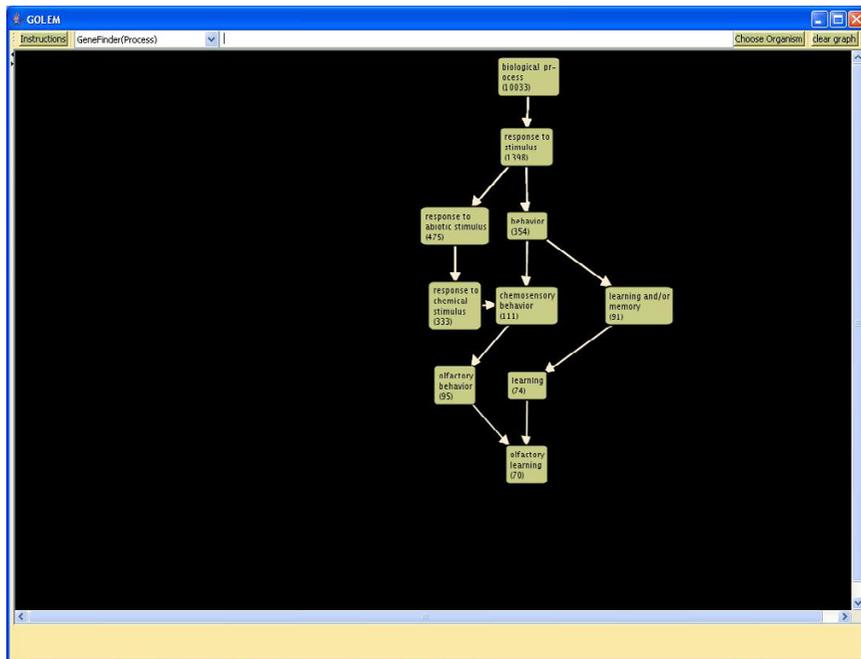 GOLEM
Instructions
GeneFinder(Process)
Choose Organism
clear graph
biological pr-
ocess
(10033)
response to
stimulus
(1398)
response to
abiotic stimulus
(475)
behavior
(354)
response to
chemical
stimulus
(333)
chemosensory
behavior
(111)
learning and/or
memory
(91)
olfactory
behavior
(95)
learning
(74)
olfactory
learning
(70)